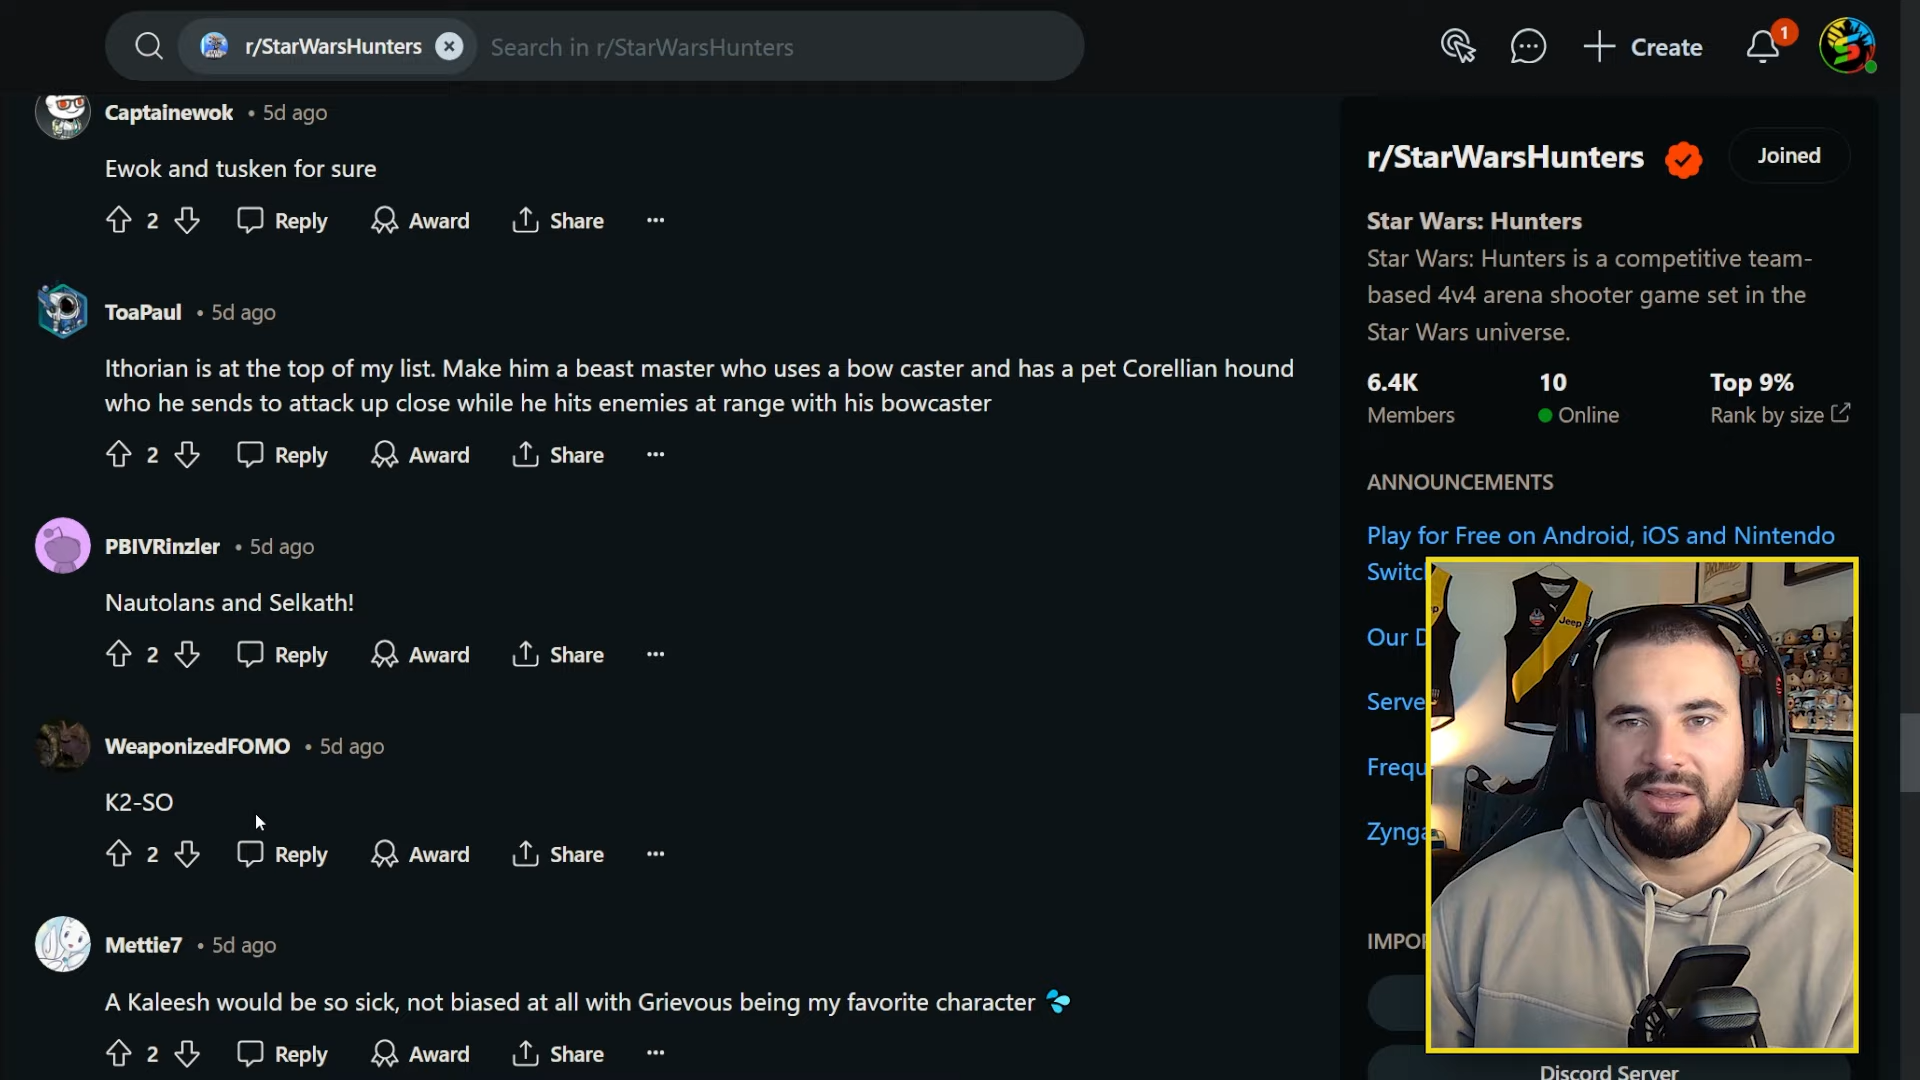 r/StarWarsHunters
Search in r/StarWarsHunters
Create
1
Captainewok • 5d ago
Ewok and tusken for sure
2 Reply Award Share
ToaPaul • 5d ago
Ithorian is at the top of my list. Make him a beast master who uses a bow caster and has a pet Corellian hound
who he sends to attack up close while he hits enemies at range with his bowcaster
2 Reply Award Share
PBIVRinzler • 5d ago
Nautolans and Selkath!
2 Reply Award Share
WeaponizedFOMO • 5d ago
K2-SO
2 Reply Award Share
Mettie7 • 5d ago
A Kaleesh would be so sick, not biased at all with Grievous being my favorite character
2 Reply Award Share
r/StarWarsHunters
Joined
Star Wars: Hunters
Star Wars: Hunters is a competitive team-
based 4v4 arena shooter game set in the
Star Wars universe.
6.4K 10 Top 9%
Members Online Rank by size
ANNOUNCEMENTS
Play for Free on Android, iOS and Nintendo
Switc
Our D
Serve
Frequ
Zynga
IMPO
Jeep
Discord Server